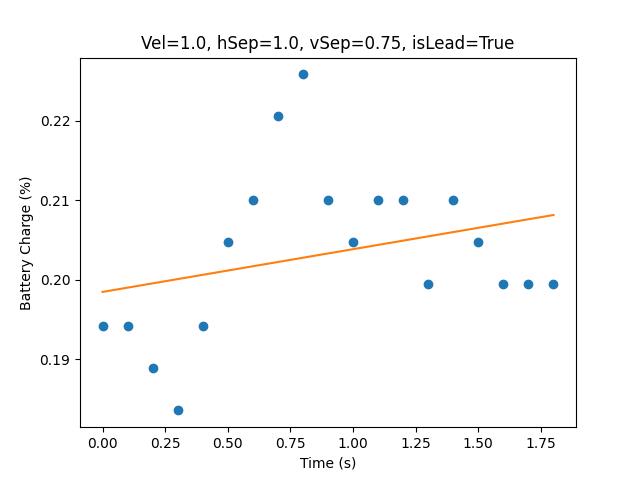 Vel=1.0, hSep=1.0, vSep=0.75, isLead=True
Battery Charge (%)
0.22
0.21
0.20
0.19
0.00 0.25 0.50 0.75 1.00 1.25 1.50 1.75
Time (s)